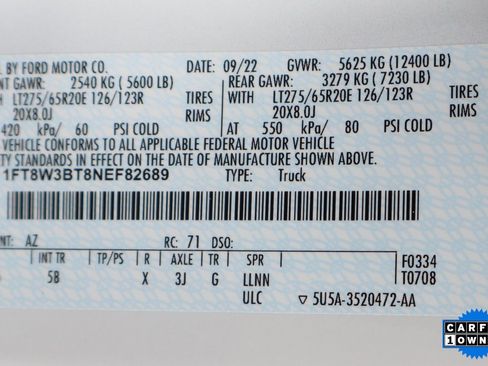 . BY FORD MOTOR CO. DATE: 09/22 GVWR: 5625 KG (12400 LB)
NT GAWR: 2540 KG ( 5600 LB) REAR GAWR: 3279 KG ( 7230 LB)
LT275/65R20E 126/123R TIRES WITH LT275/65R20E 126/123R TIRES
20X8.0J RIMS 20X8.0J RIMS
420 kPa/ 60 PSI COLD AT 550 kPa/ 80 PSI COLD
VEHICLE CONFORMS TO ALL APPLICABLE FEDERAL MOTOR VEHICLE
TY STANDARDS IN EFFECT ON THE DATE OF MANUFACTURE SHOWN ABOVE.
1FT8W3BT8NEF82689 TYPE: Truck
NT: AZ RC: 71 DSO:
INT TR TP/PS R AXLE TR SPR F0334
5B X 3J G LLNN T0708
ULC ▽ 5U5A-3520472-AA
CARF
1 OWN